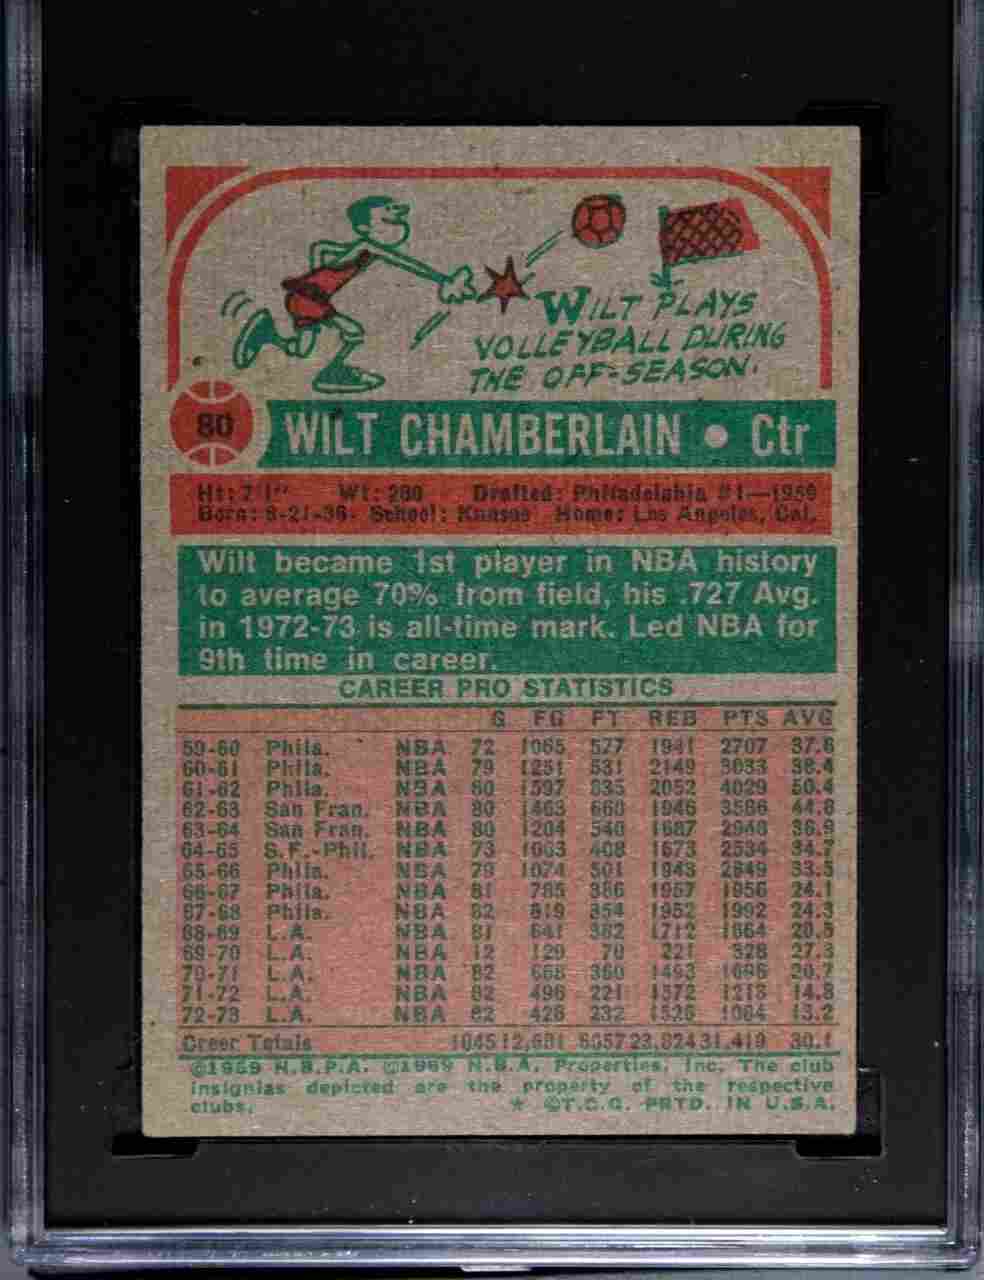 WILT PLAYS
VOLLEYBALL DURING
THE OFF-SEASON.
80 WILT CHAMBERLAIN • Ctr
Ht: 7'1" Wt: 260 Drafted: Philadelphia #1—1959
Born: 8-21-36 School: Kansas Home: Los Angeles, Cal.
Wilt became 1st player in NBA history
to average 70% from field, his .727 Avg.
in 1972-73 is all-time mark. Led NBA for
9th time in career.
CAREER PRO STATISTICS
G FG FT REB PTS AVG
59-60 Phila. NBA 72 1065 577 1941 2707 37.6
60-61 Phila. NBA 79 1251 531 2149 3033 38.4
61-62 Phila. NBA 80 1597 835 2052 4029 50.4
62-63 San Fran. NBA 80 1463 660 1946 3586 44.8
63-64 San Fran. NBA 80 1204 540 1687 2948 36.9
64-65 S.F.-Phil. NBA 73 1063 408 1673 2534 34.7
65-66 Phila. NBA 79 1074 501 1943 2649 33.5
66-67 Phila. NBA 81 785 386 1957 1956 24.1
67-68 Phila. NBA 82 819 354 1952 1992 24.3
68-69 L.A. NBA 81 641 382 1712 1664 20.5
69-70 L.A. NBA 12 129 70 221 328 27.3
70-71 L.A. NBA 82 668 360 1493 1696 20.7
71-72 L.A. NBA 82 496 221 1572 1213 14.8
72-73 L.A. NBA 82 426 232 1526 1084 13.2
Creer Totals 1045 12,681 6057 23,924 31,419 30.1
©1969 N.B.P.A. ©1969 N.B.A. Properties, Inc. The club
insignias depicted are the property of the respective
clubs. * ©T.C.G. PRTD. IN U.S.A.